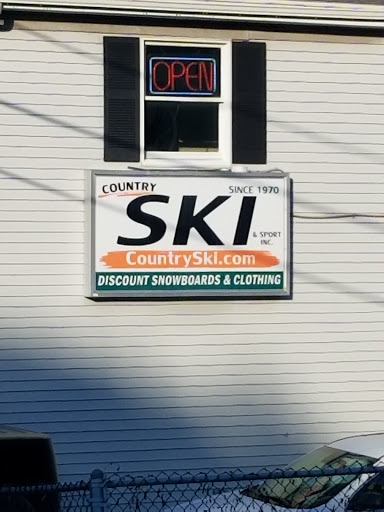 OPEN
COUNTRY
SINCE 1970
SKI
& SPORT
INC.
CountrySkI.com
DISCOUNT SNOWBOARDS & CLOTHING